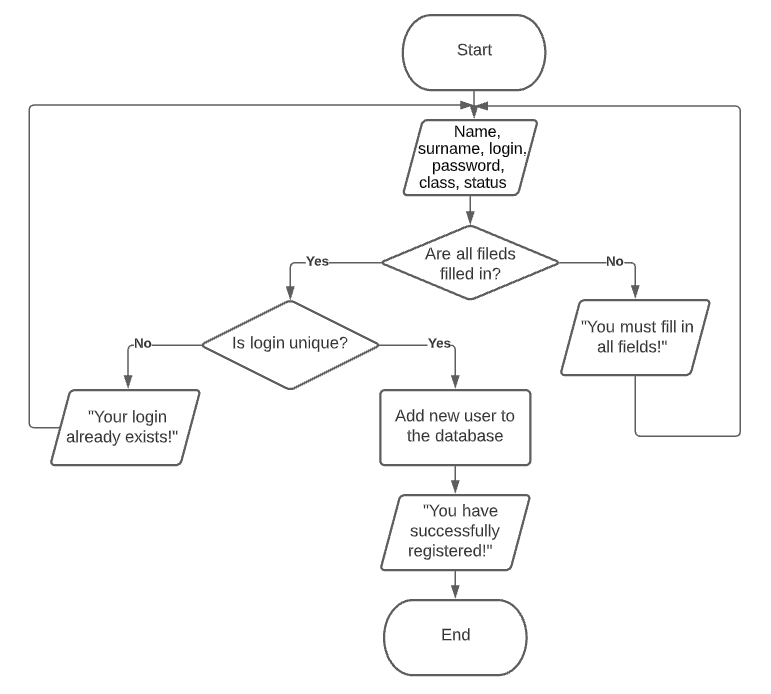 Start
Name,
surname, login,
password,
class, status
Are all fileds
filled in?
Yes
No
Is login unique?
"You must fill in
all fields!"
No
Yes
"Your login
already exists!"
Add new user to
the database
"You have
successfully
registered!"
End